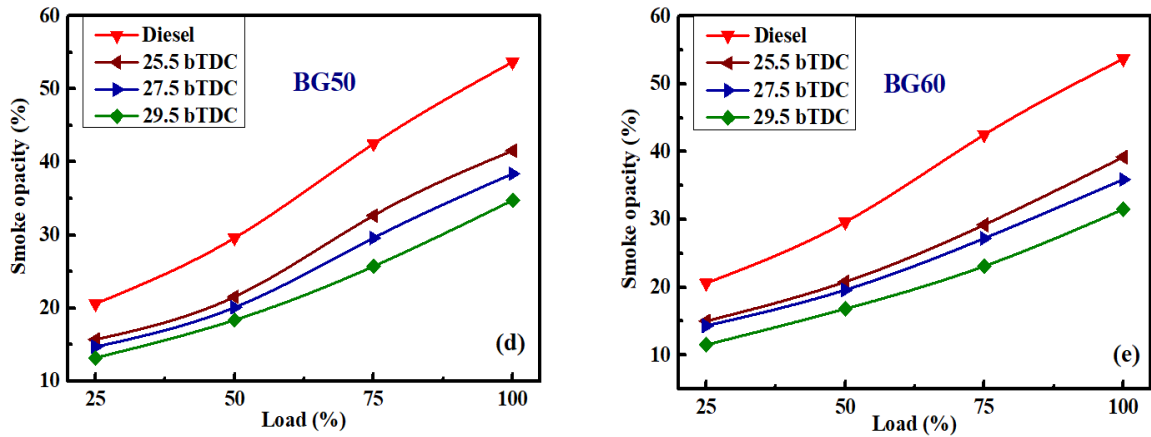 60
50
40
30
20
10
Smoke opacity (%)
Diesel
25.5 bTDC
27.5 bTDC
29.5 bTDC
BG50
(d)
25 50 75 100
Load (%)
60
50
40
30
20
10
Smoke opacity (%)
Diesel
25.5 bTDC
27.5 bTDC
29.5 bTDC
BG60
(e)
25 50 75 100
Load (%)